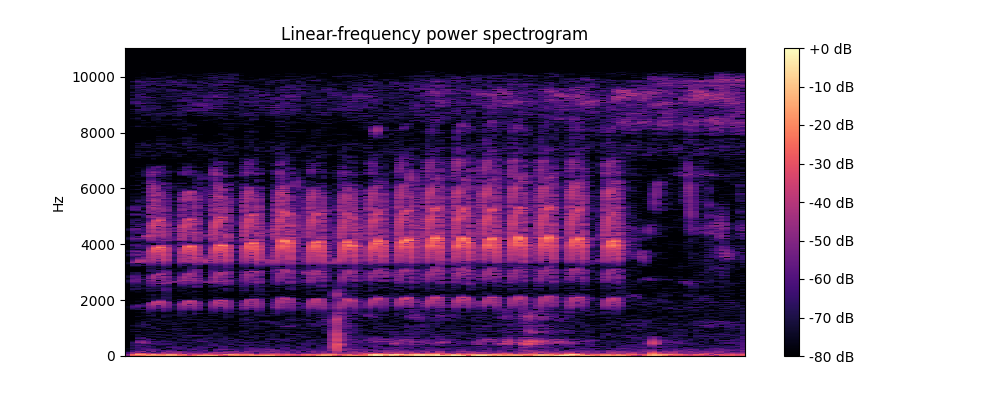 Linear-frequency power spectrogram
Hz
10000
8000
6000
4000
2000
0
+0 dB
-10 dB
-20 dB
-30 dB
-40 dB
-50 dB
-60 dB
-70 dB
-80 dB